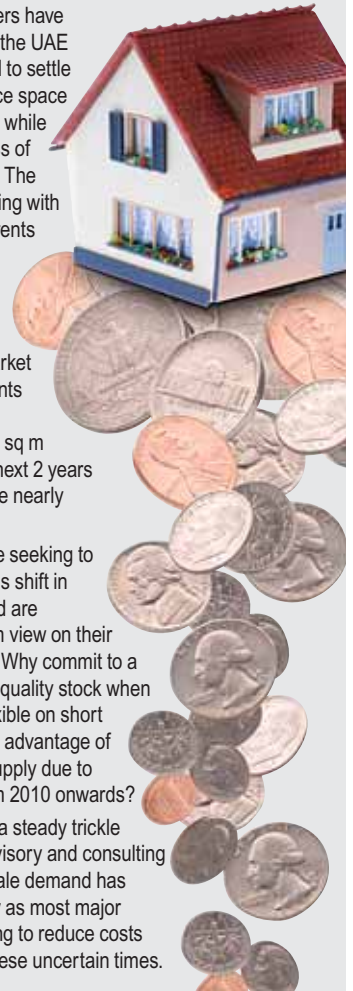 ers have
the UAE
to settle
ce space
while
s of
The
ing with
ents
rket
nts
sq m
next 2 years
e nearly
e seeking to
s shift in
d are
n view on their
Why commit to a
quality stock when
xible on short
advantage of
upply due to
n 2010 onwards?
a steady trickle
visory and consulting
ale demand has
as most major
ng to reduce costs
ese uncertain times.